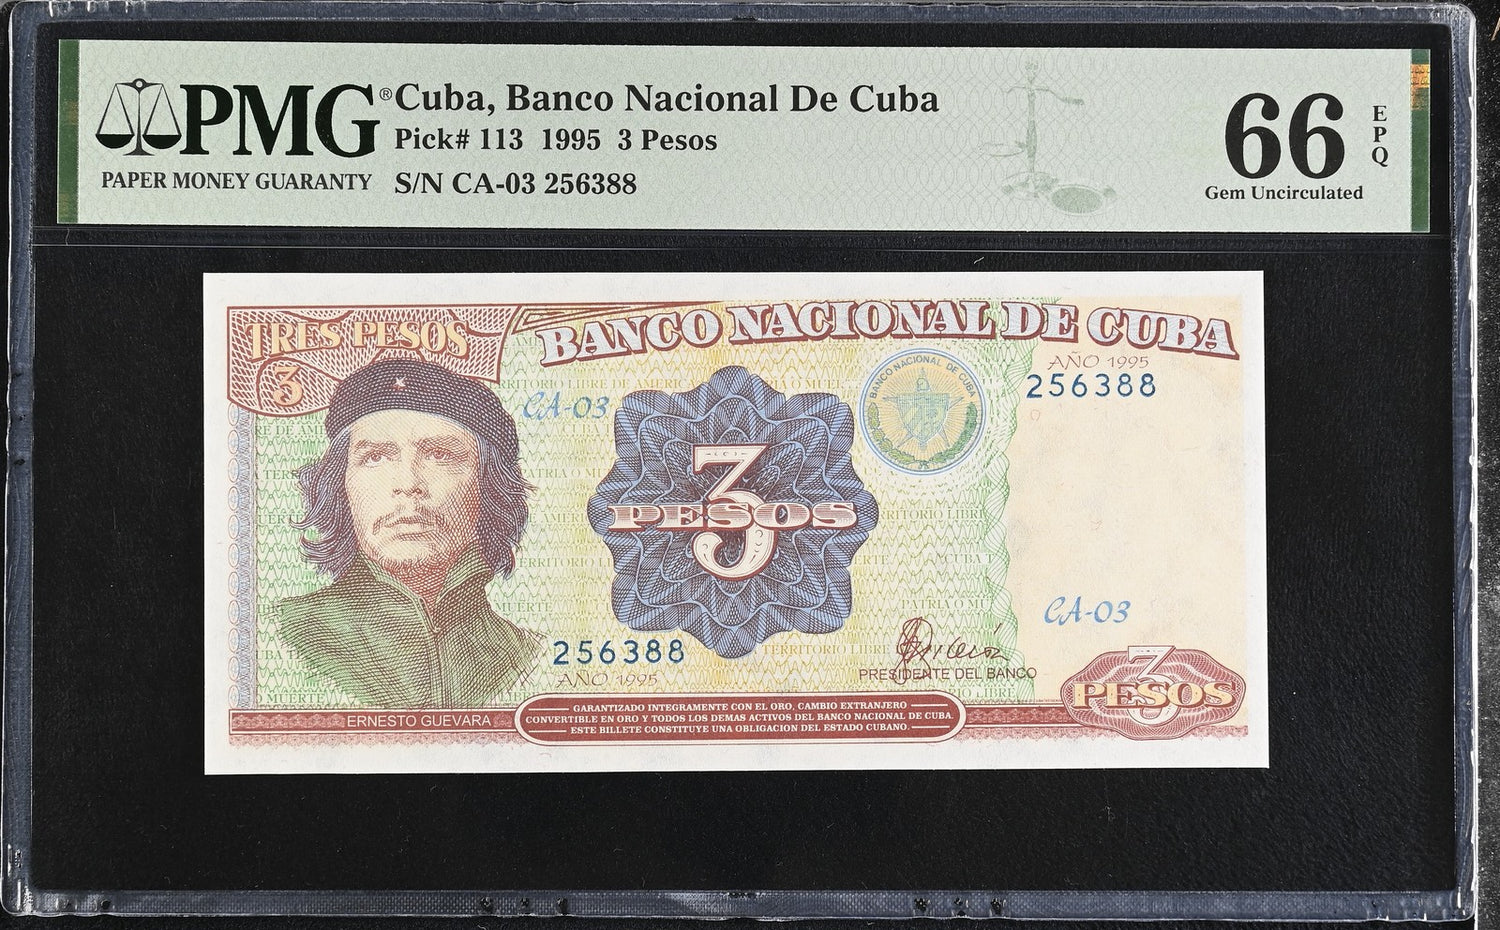 PMG®
PAPER MONEY GUARANTY
Cuba, Banco Nacional De Cuba
Pick# 113 1995 3 Pesos
S/N CA-03 256388
66
EPQ
Gem Uncirculated
TRES PESOS
3
BANCO NACIONAL DE CUBA
AÑO 1995
256388
CA-03
BANCO NACIONAL DE CUBA
3
PESOS
CA-03
256388
AÑO 1995
PRESIDENTE DEL BANCO
3
PESOS
ERNESTO GUEVARA
GARANTIZADO INTEGRAMENTE CON EL ORO, CAMBIO EXTRANJERO
CONVERTIBLE EN ORO Y TODOS LOS DEMAS ACTIVOS DEL BANCO NACIONAL DE CUBA.
ESTE BILLETE CONSTITUYE UNA OBLIGACION DEL ESTADO CUBANO.